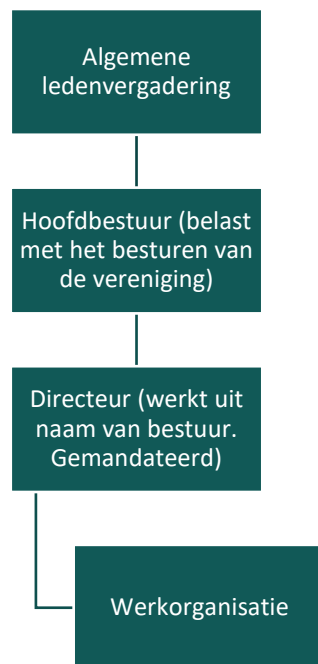 Algemene
ledenvergadering
Hoofdbestuur (belast
met het besturen van
de vereniging)
Directeur (werkt uit
naam van bestuur.
Gemandateerd)
Werkorganisatie